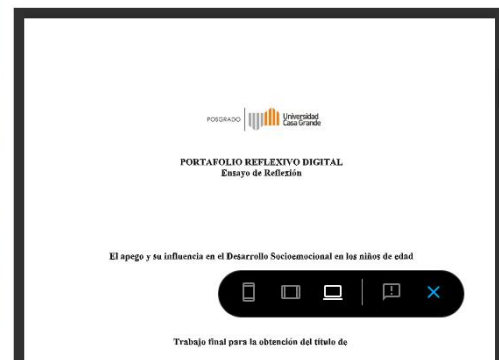 POSGRADO
Universidad
Casa Grande
PORTAFOLIO REFLEXIVO DIGITAL
Ensayo de Reflexión
El apego y su influencia en el Desarrollo Socioemocional en los niños de edad
Trabajo final para la obtención del título de